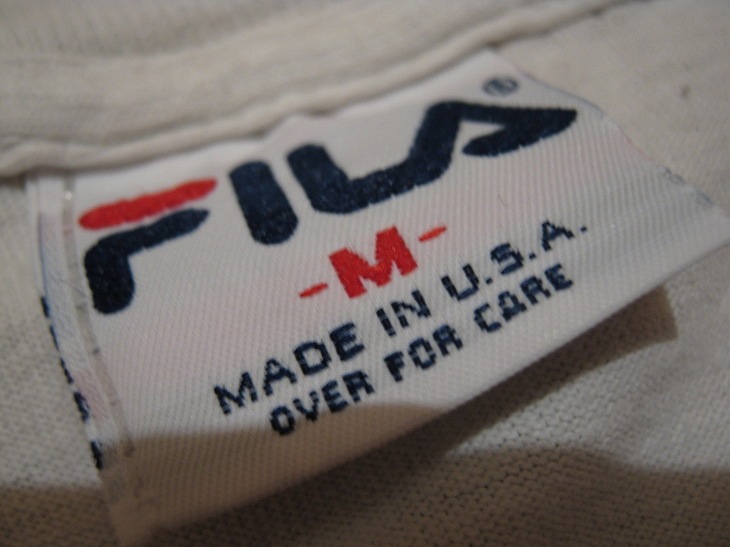 FILA®
-M-
MADE IN U.S.A.
OVER FOR CARE